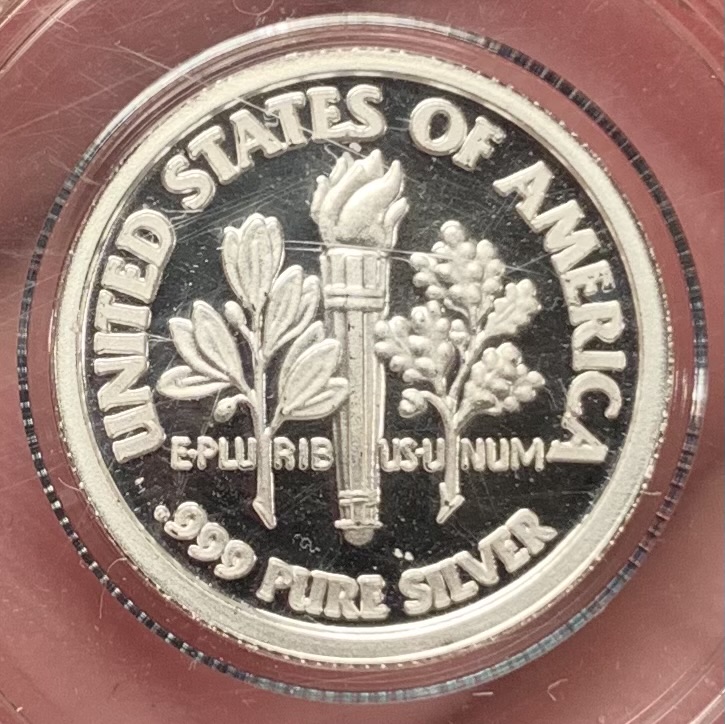 UNITED STATES OF AMERICA
E·PLURIBUS·UNUM
.999 PURE SILVER